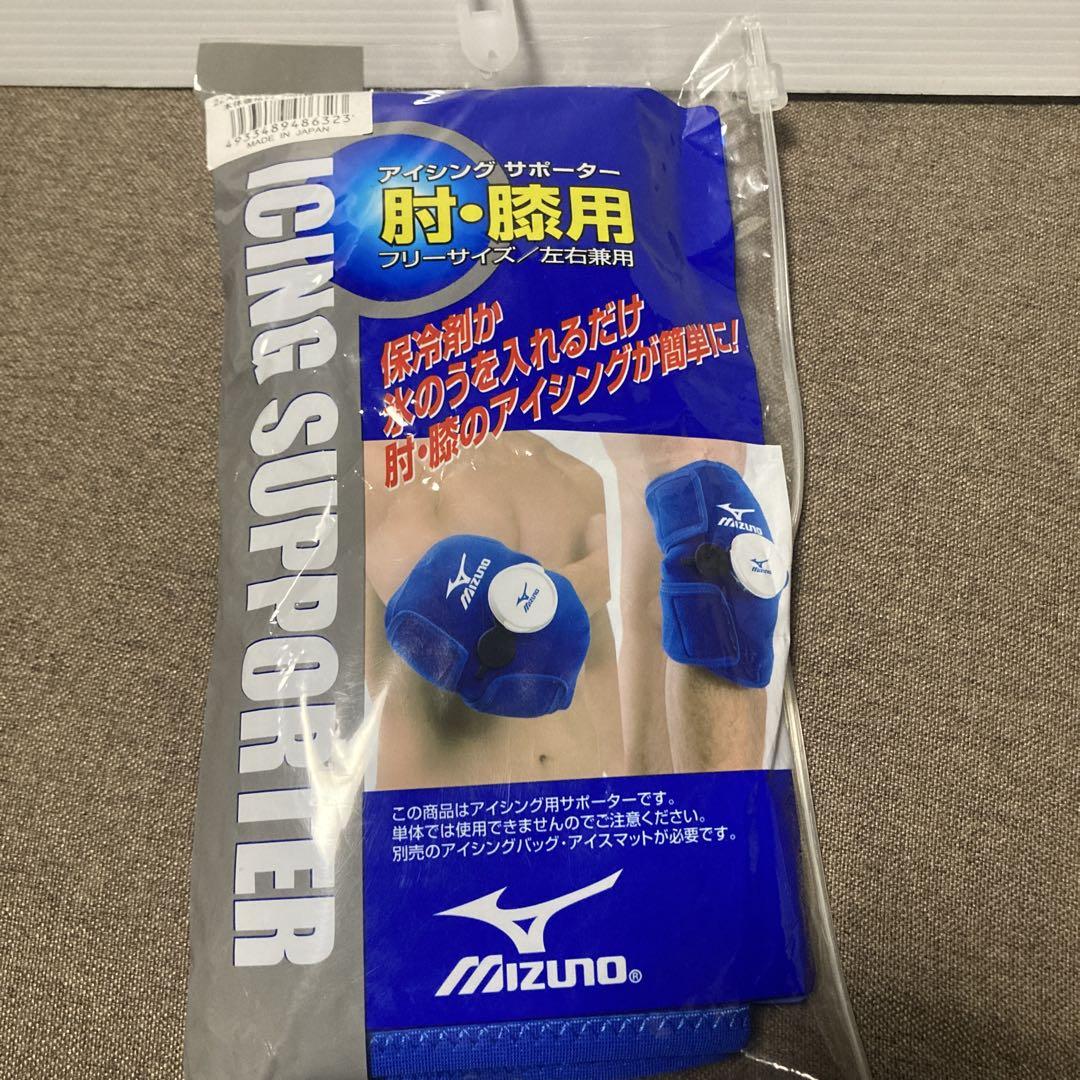 4933489486323
MADE IN JAPAN
ICING SUPPORTER
アイシング サポーター
肘・膝用
フリーサイズ/左右兼用
保冷剤か
氷のうを入れるだけ
肘・膝のアイシングが簡単に!
MIZUNO
MIZUNO
MIZUNO
MIZUNO
この商品はアイシング用サポーターです。
単体では使用できませんのでご注意ください。
別売のアイシングバッグ・アイスマットが必要です。
MIZUNO®